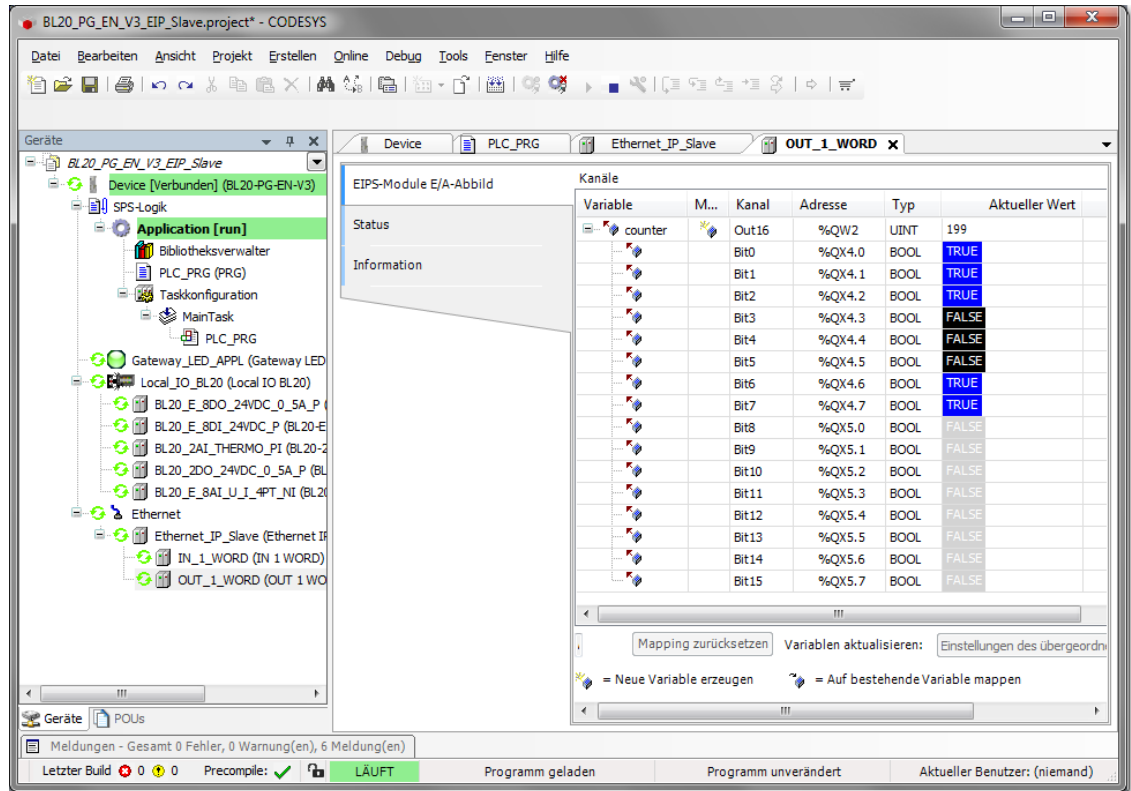 BL20_PG_EN_V3_EIP_Slave.project* - CODESYS
Datei Bearbeiten Ansicht Projekt Erstellen Online Debug Tools Fenster Hilfe
Geräte
BL20_PG_EN_V3_EIP_Slave
Device [Verbunden] (BL20-PG-EN-V3)
SPS-Logik
Application [run]
Bibliotheksverwalter
PLC_PRG (PRG)
Taskkonfiguration
MainTask
PLC_PRG
Gateway_LED_APPL (Gateway LED
Local_IO_BL20 (Local IO BL20)
BL20_E_8DO_24VDC_0_5A_P (
BL20_E_8DI_24VDC_P (BL20-E
BL20_2AI_THERMO_PI (BL20-2
BL20_2DO_24VDC_0_5A_P (BL
BL20_E_8AI_U_I_4PT_NI (BL20
Ethernet
Ethernet_IP_Slave (Ethernet IP
IN_1_WORD (IN 1 WORD)
OUT_1_WORD (OUT 1 WO
Geräte POUs
Device PLC_PRG Ethernet_IP_Slave OUT_1_WORD
EIPS-Module E/A-Abbild
Status
Information
Kanäle
Variable M... Kanal Adresse Typ Aktueller Wert
counter Out16 %QW2 UINT 199
Bit0 %QX4.0 BOOL TRUE
Bit1 %QX4.1 BOOL TRUE
Bit2 %QX4.2 BOOL TRUE
Bit3 %QX4.3 BOOL FALSE
Bit4 %QX4.4 BOOL FALSE
Bit5 %QX4.5 BOOL FALSE
Bit6 %QX4.6 BOOL TRUE
Bit7 %QX4.7 BOOL TRUE
Bit8 %QX5.0 BOOL FALSE
Bit9 %QX5.1 BOOL FALSE
Bit10 %QX5.2 BOOL FALSE
Bit11 %QX5.3 BOOL FALSE
Bit12 %QX5.4 BOOL FALSE
Bit13 %QX5.5 BOOL FALSE
Bit14 %QX5.6 BOOL FALSE
Bit15 %QX5.7 BOOL FALSE
Mapping zurücksetzen Variablen aktualisieren: Einstellungen des übergeordn
= Neue Variable erzeugen = Auf bestehende Variable mappen
Meldungen - Gesamt 0 Fehler, 0 Warnung(en), 6 Meldung(en)
Letzter Build 0 0 Precompile: LÄUFT Programm geladen Programm unverändert Aktueller Benutzer: (niemand)